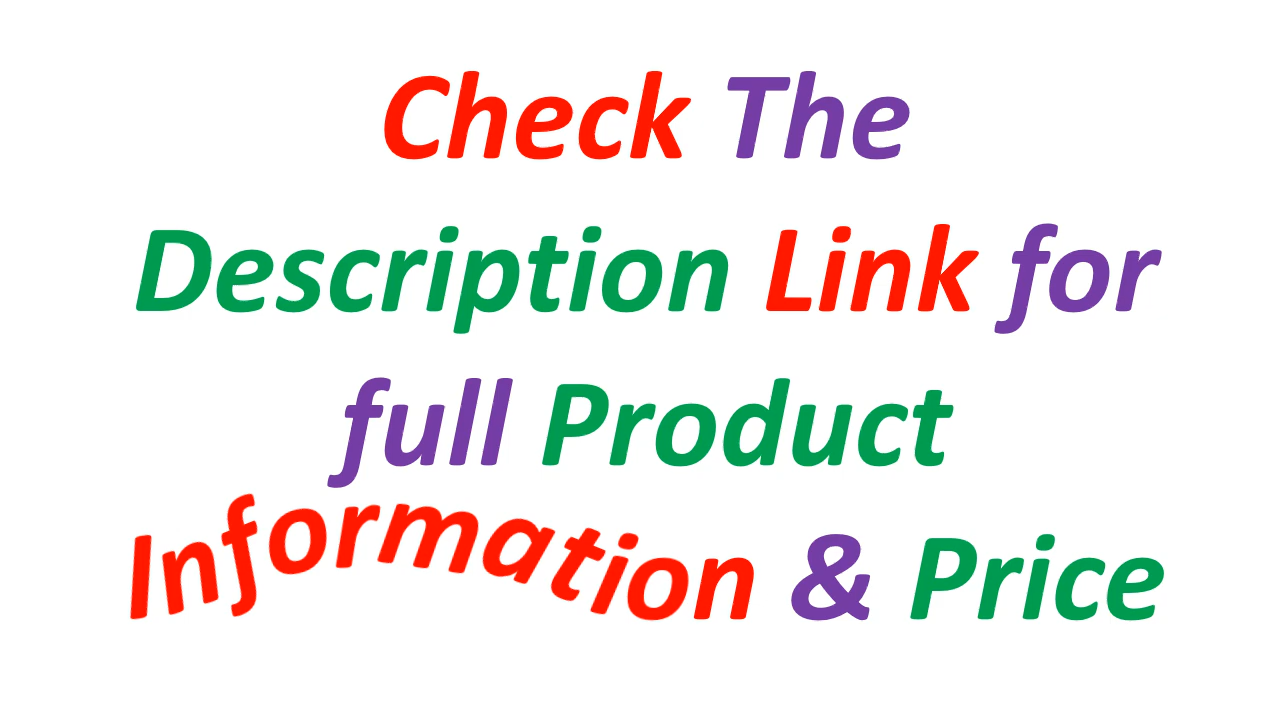 Check The
Description Link for
full Product
Information & Price